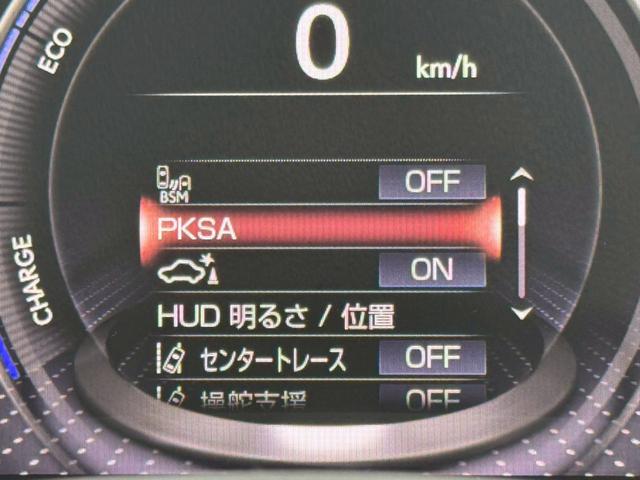 0
km/h
ECO
CHARGE
BSM OFF
PKSA
ON
HUD 明るさ / 位置
センタートレース OFF
操舵支援 OFF